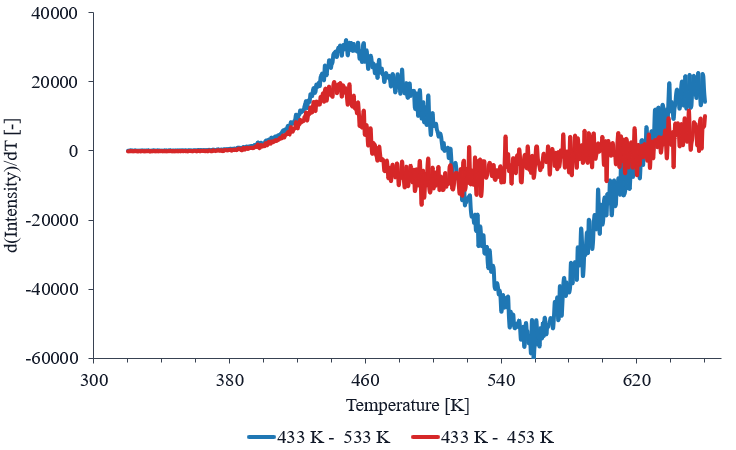 40000
20000
0
-20000
-40000
-60000
d(Intensity)/dT [-]
300 380 460 540 620
Temperature [K]
433 K - 533 K 433 K - 453 K